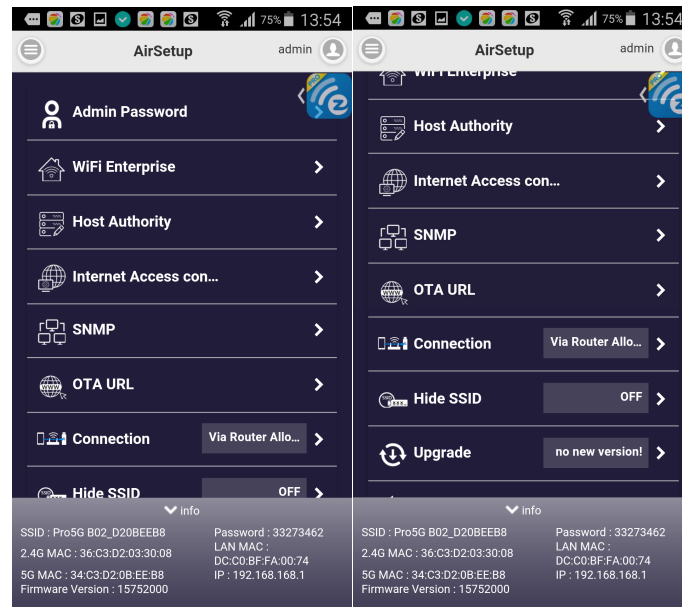 75% 13:54
AirSetup
admin
Admin Password
WiFi Enterprise
Host Authority
Internet Access con...
SNMP
OTA URL
Connection
Via Router Allo...
Hide SSID
OFF
info
SSID : Pro5G B02_D20BEEB8
Password : 33273462
2.4G MAC : 36:C3:D2:03:30:08
LAN MAC :
DC:C0:BF:FA:00:74
5G MAC : 34:C3:D2:0B:EE:B8
IP : 192.168.168.1
Firmware Version : 15752000
75% 13:54
AirSetup
admin
WiFi Enterprise
Host Authority
Internet Access con...
SNMP
OTA URL
Connection
Via Router Allo...
Hide SSID
OFF
Upgrade
no new version!
info
SSID : Pro5G B02_D20BEEB8
Password : 33273462
2.4G MAC : 36:C3:D2:03:30:08
LAN MAC :
DC:C0:BF:FA:00:74
5G MAC : 34:C3:D2:0B:EE:B8
IP : 192.168.168.1
Firmware Version : 15752000